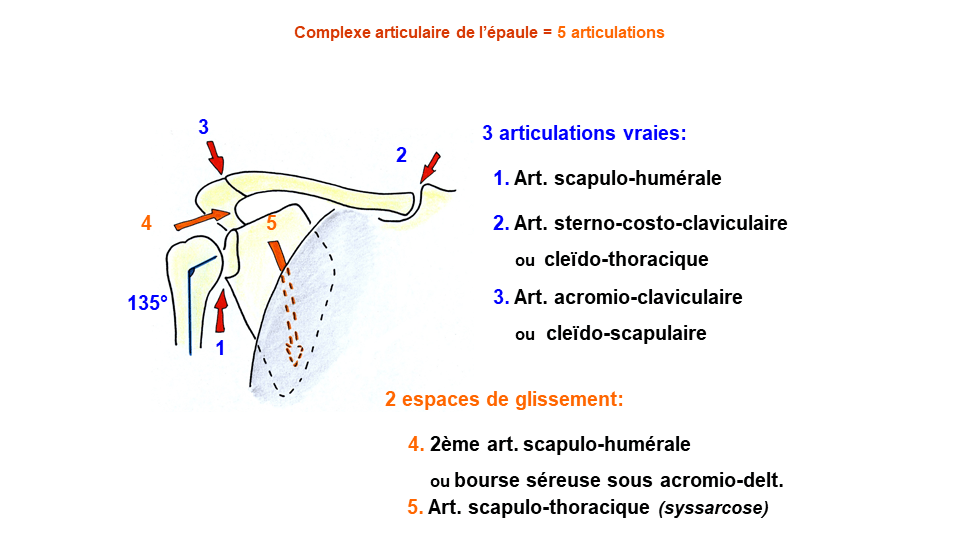 Complexe articulaire de l’épaule = 5 articulations
3
2
4
5
135°
1
3 articulations vraies:
1. Art. scapulo-humérale
2. Art. sterno-costo-claviculaire
ou cleïdo-thoracique
3. Art. acromio-claviculaire
ou cleïdo-scapulaire
2 espaces de glissement:
4. 2ème art. scapulo-humérale
ou bourse séreuse sous acromio-delt.
5. Art. scapulo-thoracique (syssarcose)